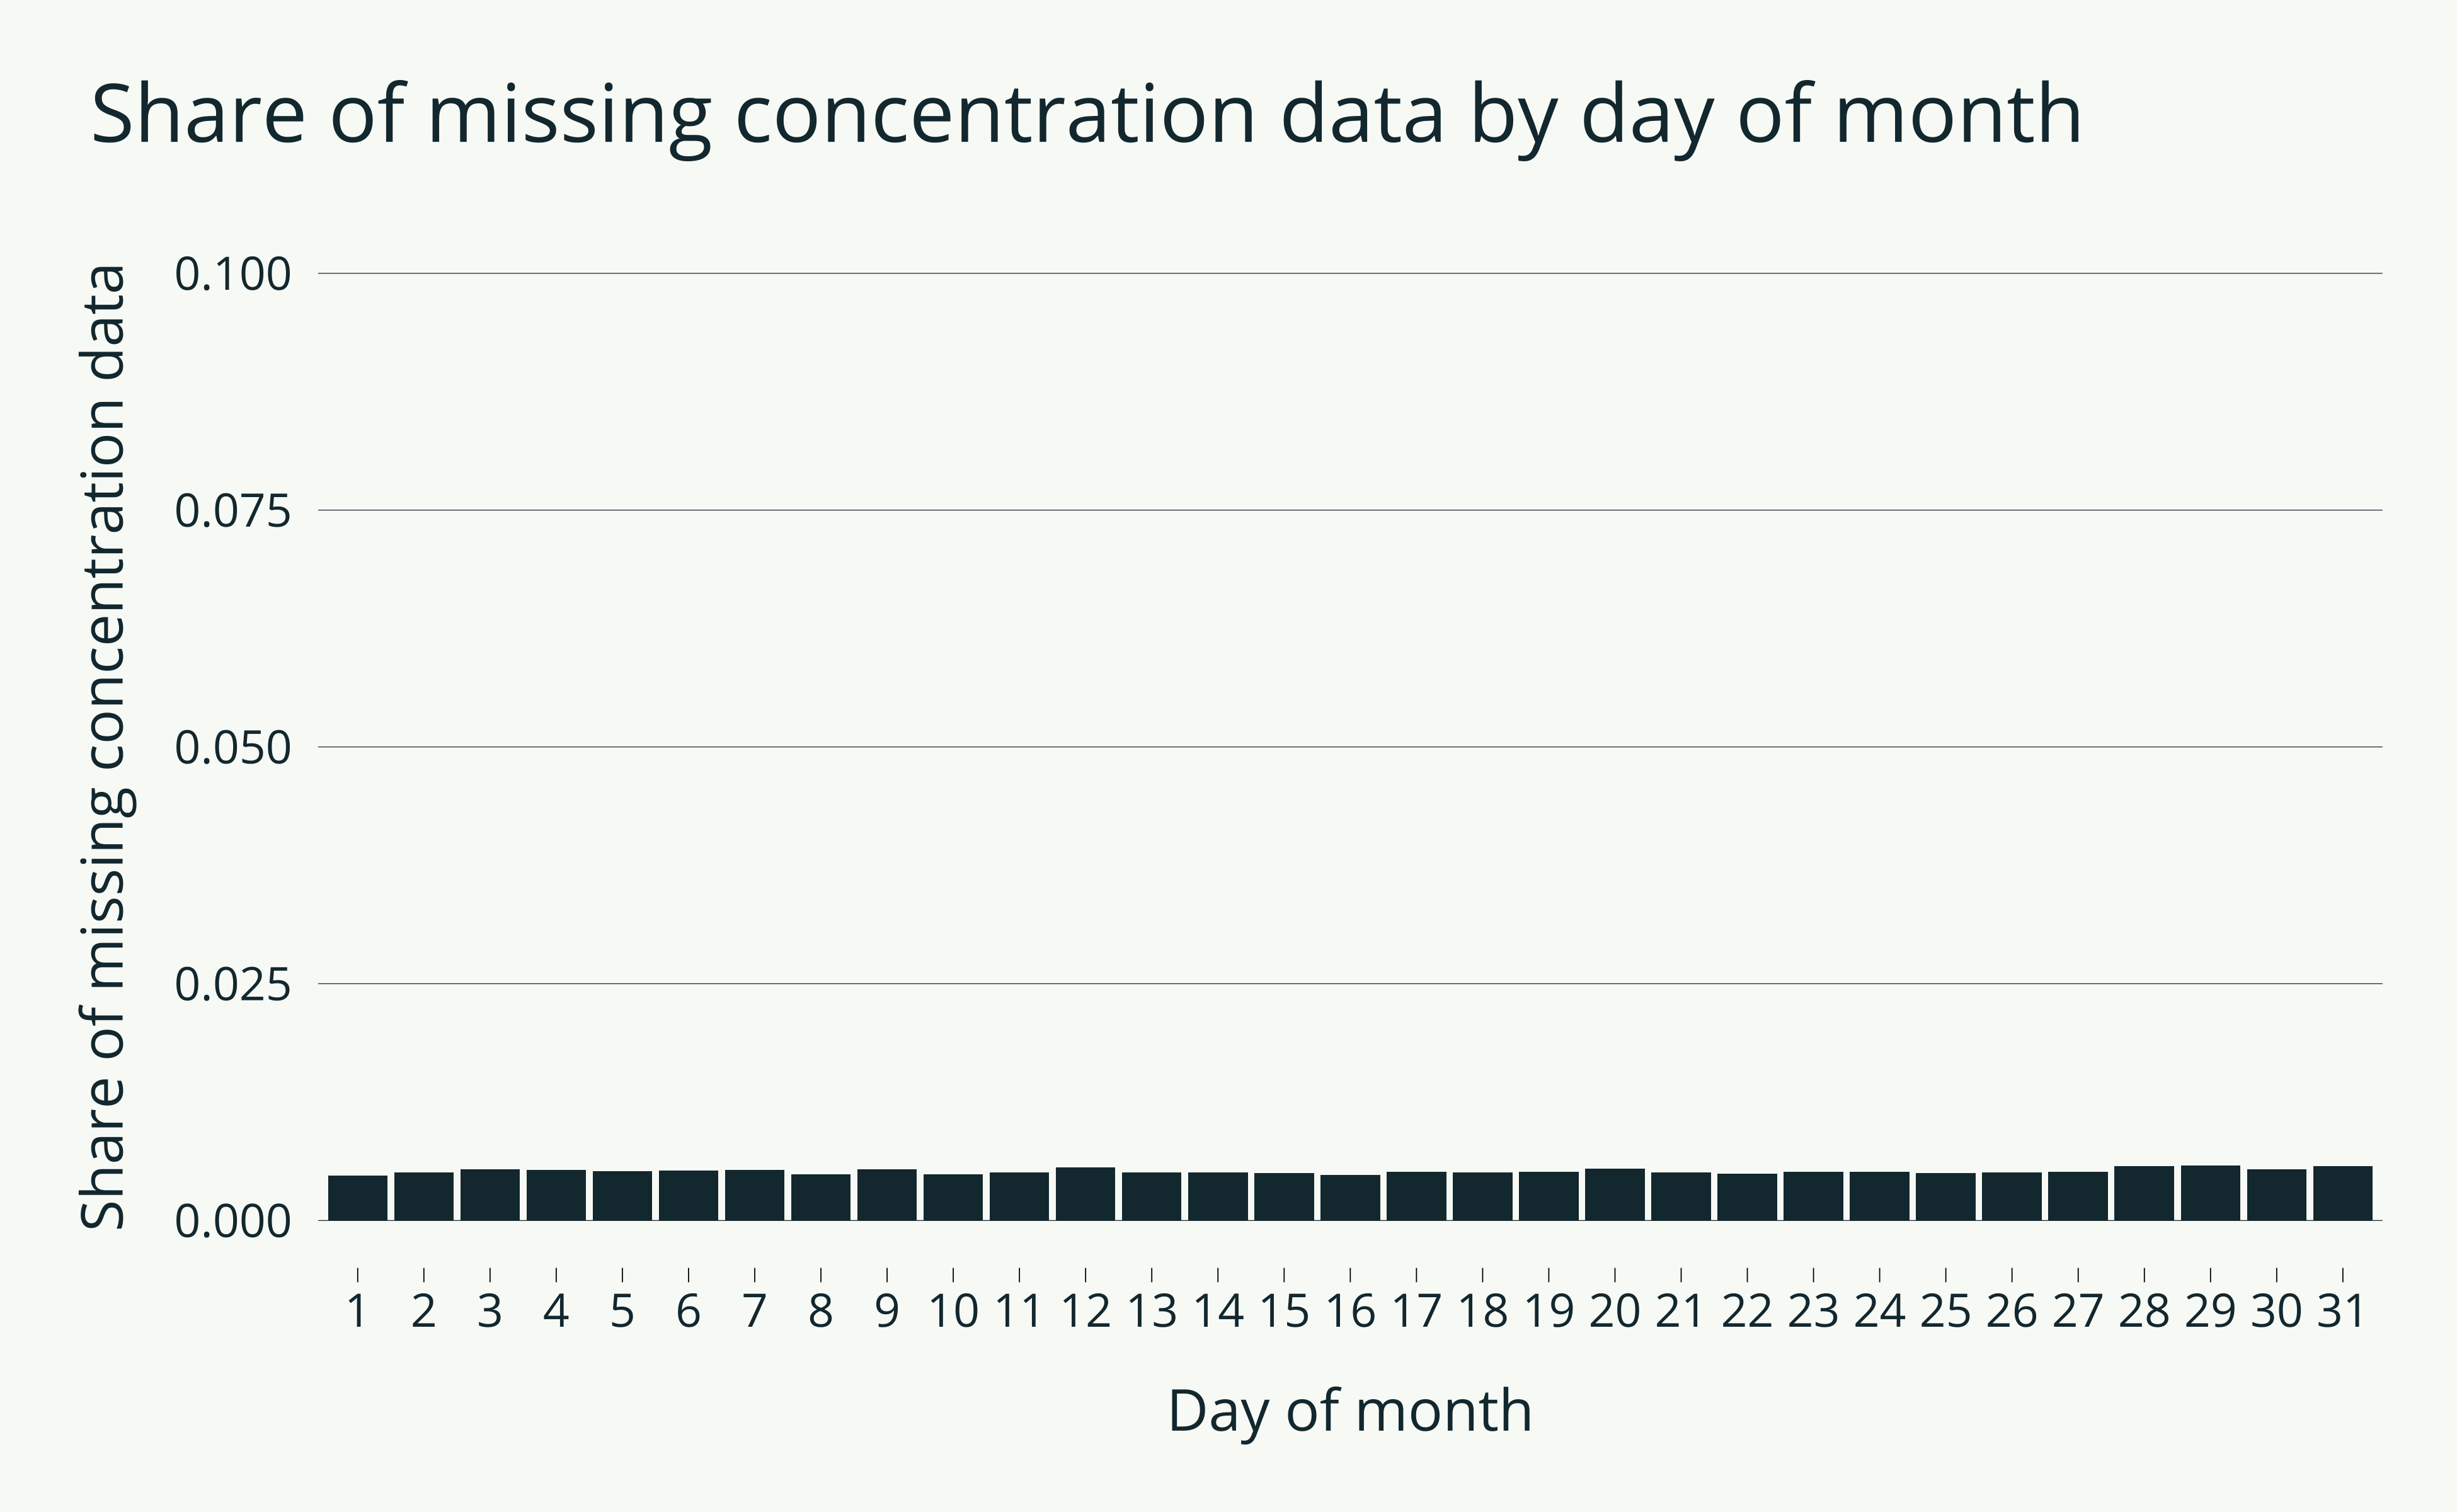 Share of missing concentration data by day of month
Share of missing concentration data
0.100
0.075
0.050
0.025
0.000
1 2 3 4 5 6 7 8 9 10 11 12 13 14 15 16 17 18 19 20 21 22 23 24 25 26 27 28 29 30 31
Day of month